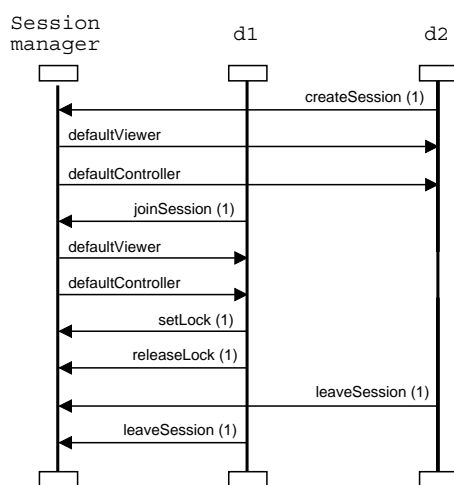 Session
manager
d1
d2
createSession (1)
defaultViewer
defaultController
joinSession (1)
defaultViewer
defaultController
setLock (1)
releaseLock (1)
leaveSession (1)
leaveSession (1)